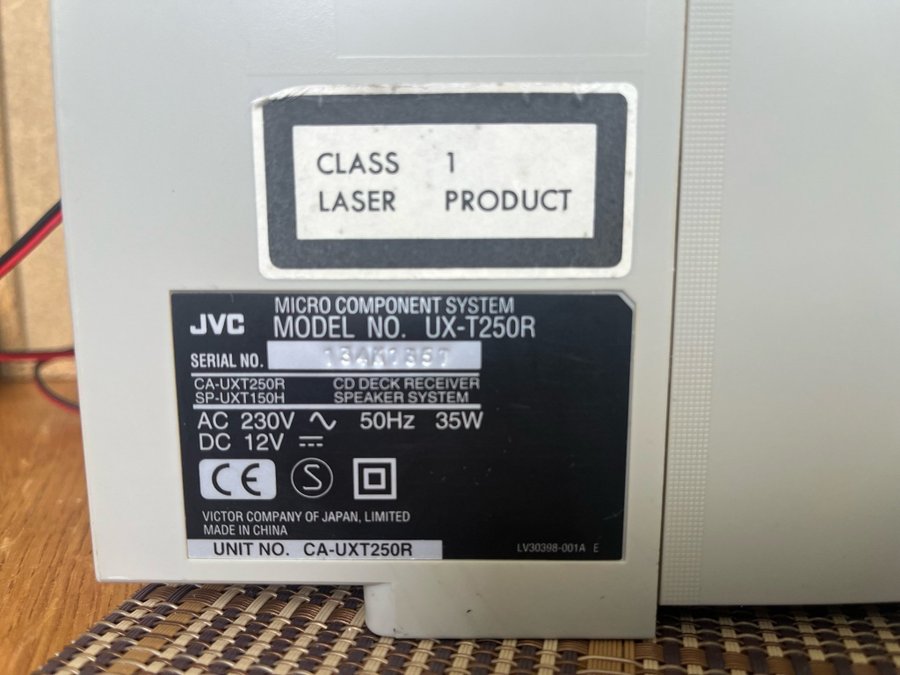 CLASS 1
LASER PRODUCT
JVC
MICRO COMPONENT SYSTEM
MODEL NO. UX-T250R
SERIAL NO.
CA-UXT250R CD DECK RECEIVER
SP-UXT150H SPEAKER SYSTEM
AC 230V 50Hz 35W
DC 12V
CE S
VICTOR COMPANY OF JAPAN, LIMITED
MADE IN CHINA
UNIT NO. CA-UXT250R
LV30398-001A E